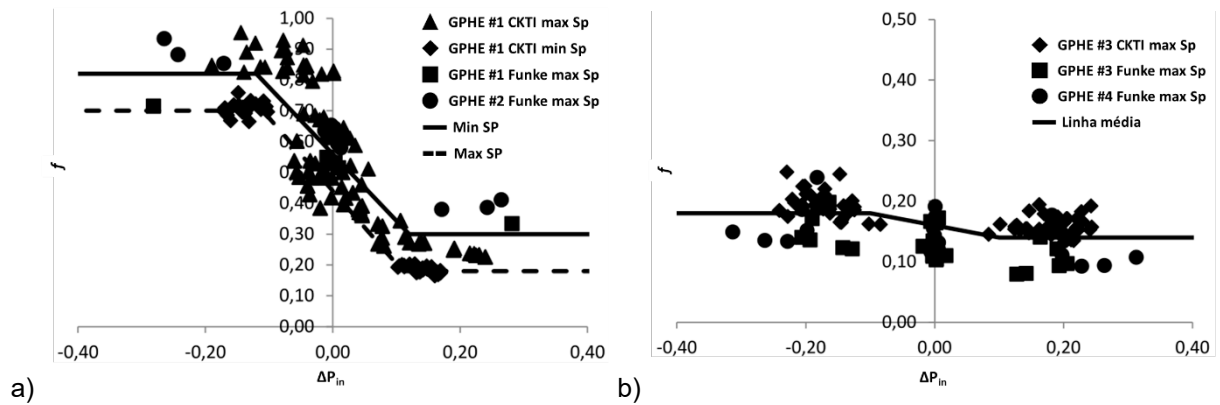 a)
1,00
0,90
0,80
0,70
0,60
0,50
0,40
0,30
0,20
0,10
0,00
-0,40
-0,20
0,00
0,20
0,40
f
ΔPin
GPHE #1 CKTI max Sp
GPHE #1 CKTI min Sp
GPHE #1 Funke max Sp
GPHE #2 Funke max Sp
Min SP
Max SP
b)
0,50
0,40
0,30
0,20
0,10
0,00
-0,40
-0,20
0,00
0,20
0,40
f
ΔPin
GPHE #3 CKTI max Sp
GPHE #3 Funke max Sp
GPHE #4 Funke max Sp
Linha média